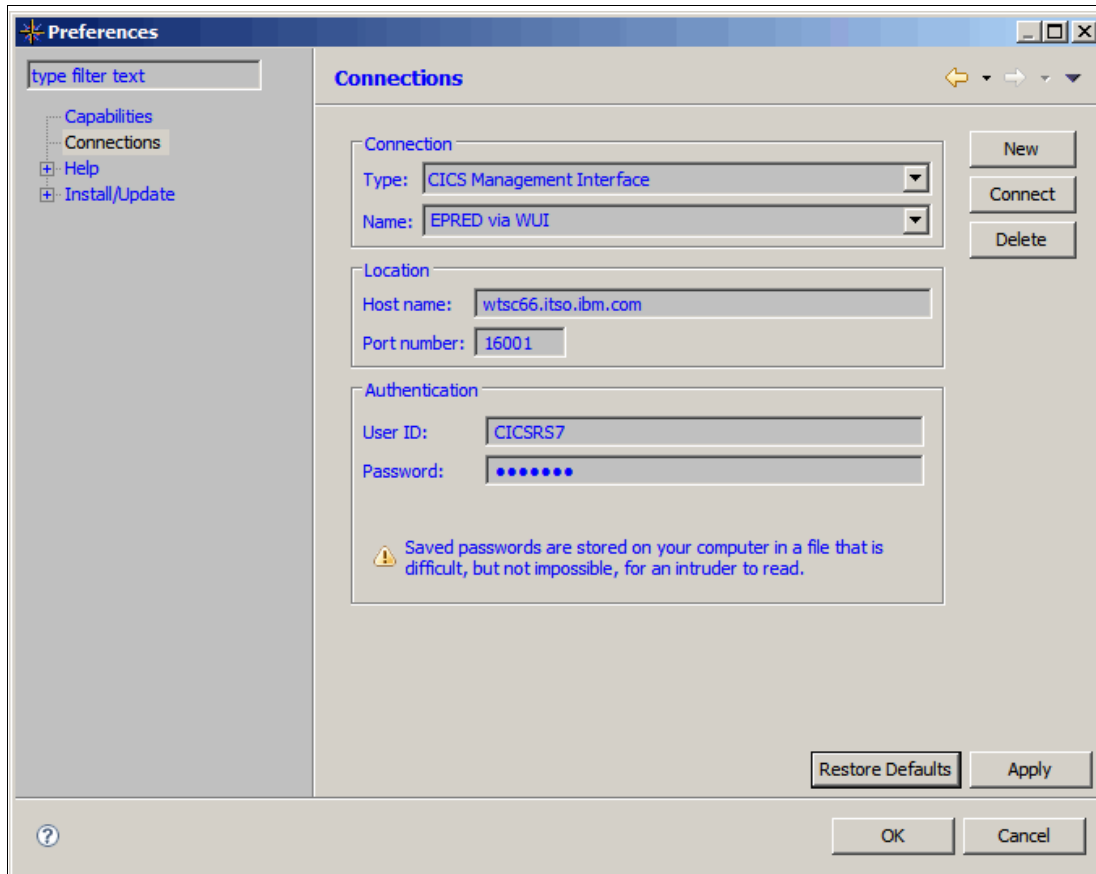 Preferences
type filter text
Capabilities
Connections
Help
Install/Update
Connections
Connection
Type: CICS Management Interface
Name: EPRED via WUI
New
Connect
Delete
Location
Host name: wtsc66.itso.ibm.com
Port number: 16001
Authentication
User ID: CICSRS7
Password: •••••••
Saved passwords are stored on your computer in a file that is
difficult, but not impossible, for an intruder to read.
Restore Defaults Apply
OK Cancel